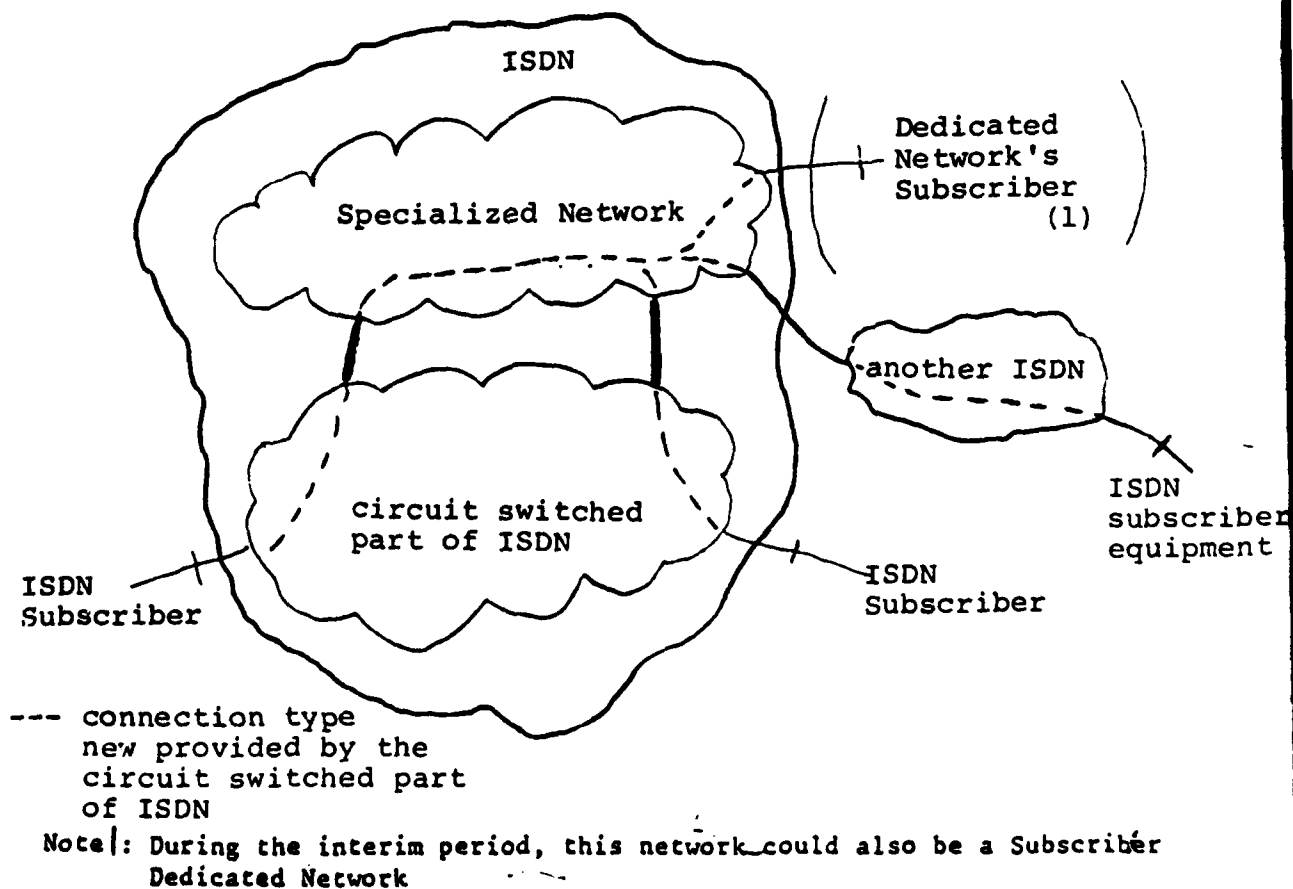 ISDN
Dedicated
Network's
Subscriber
(1)
Specialized Network
another ISDN
circuit switched
part of ISDN
ISDN
subscriber
equipment
ISDN
Subscriber
ISDN
Subscriber
--- connection type
new provided by the
circuit switched part
of ISDN
Note: During the interim period, this network could also be a Subscriber
Dedicated Network